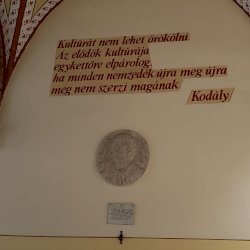 Kultúrát nem lehet örökölni.
Az elődök kultúrája
egykettőre elpárolog,
ha minden nemzedék újra meg újra
meg nem szerzi magának.
Kodály